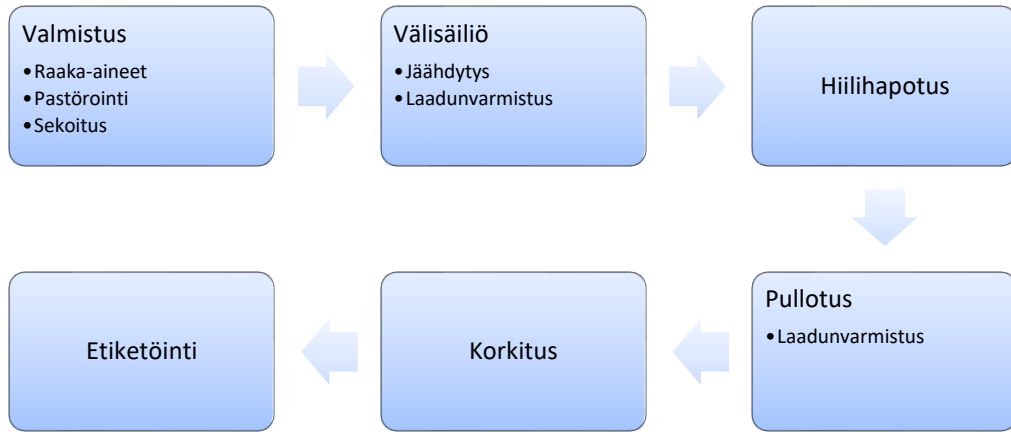 Valmistus
•Raaka-aineet
•Pastörointi
•Sekoitus
Välisäiliö
•Jäähdytys
•Laadunvarmistus
Hiilihapotus
Pullotus
•Laadunvarmistus
Korkitus
Etiketöinti